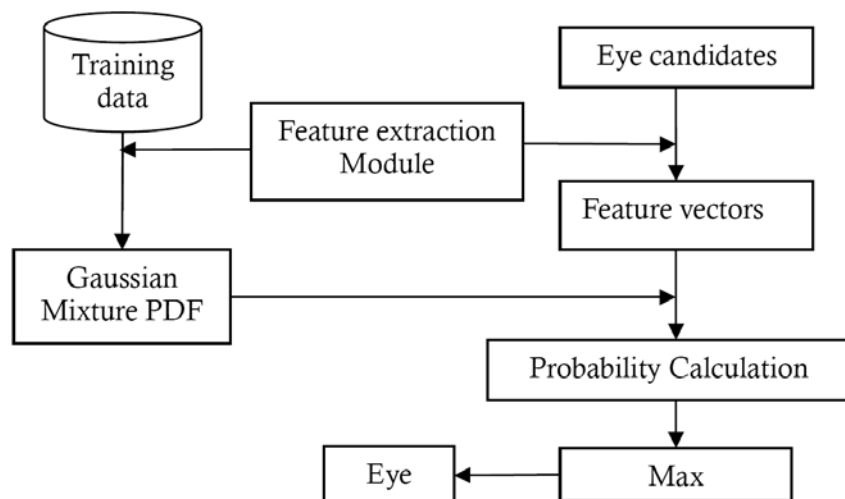 Training
data
Eye candidates
Feature extraction
Module
Feature vectors
Gaussian
Mixture PDF
Probability Calculation
Eye
Max